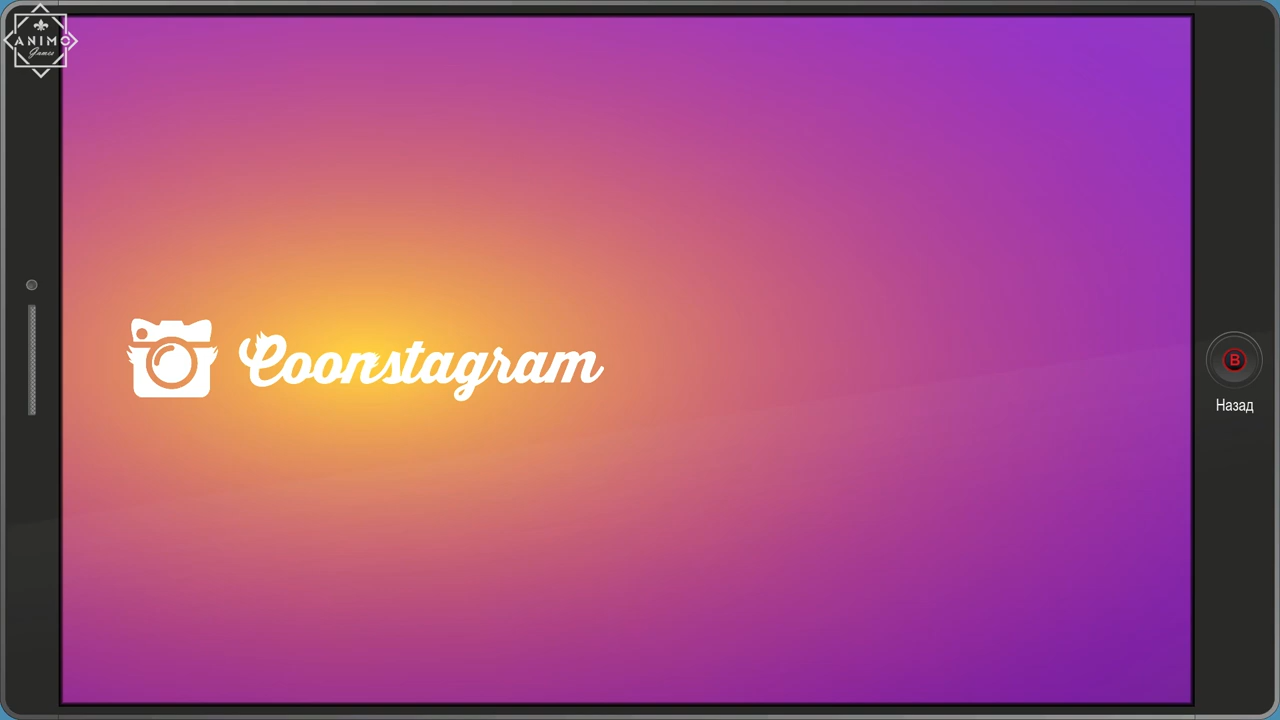 ANIMO
Games
Coonstagram
B
Назад